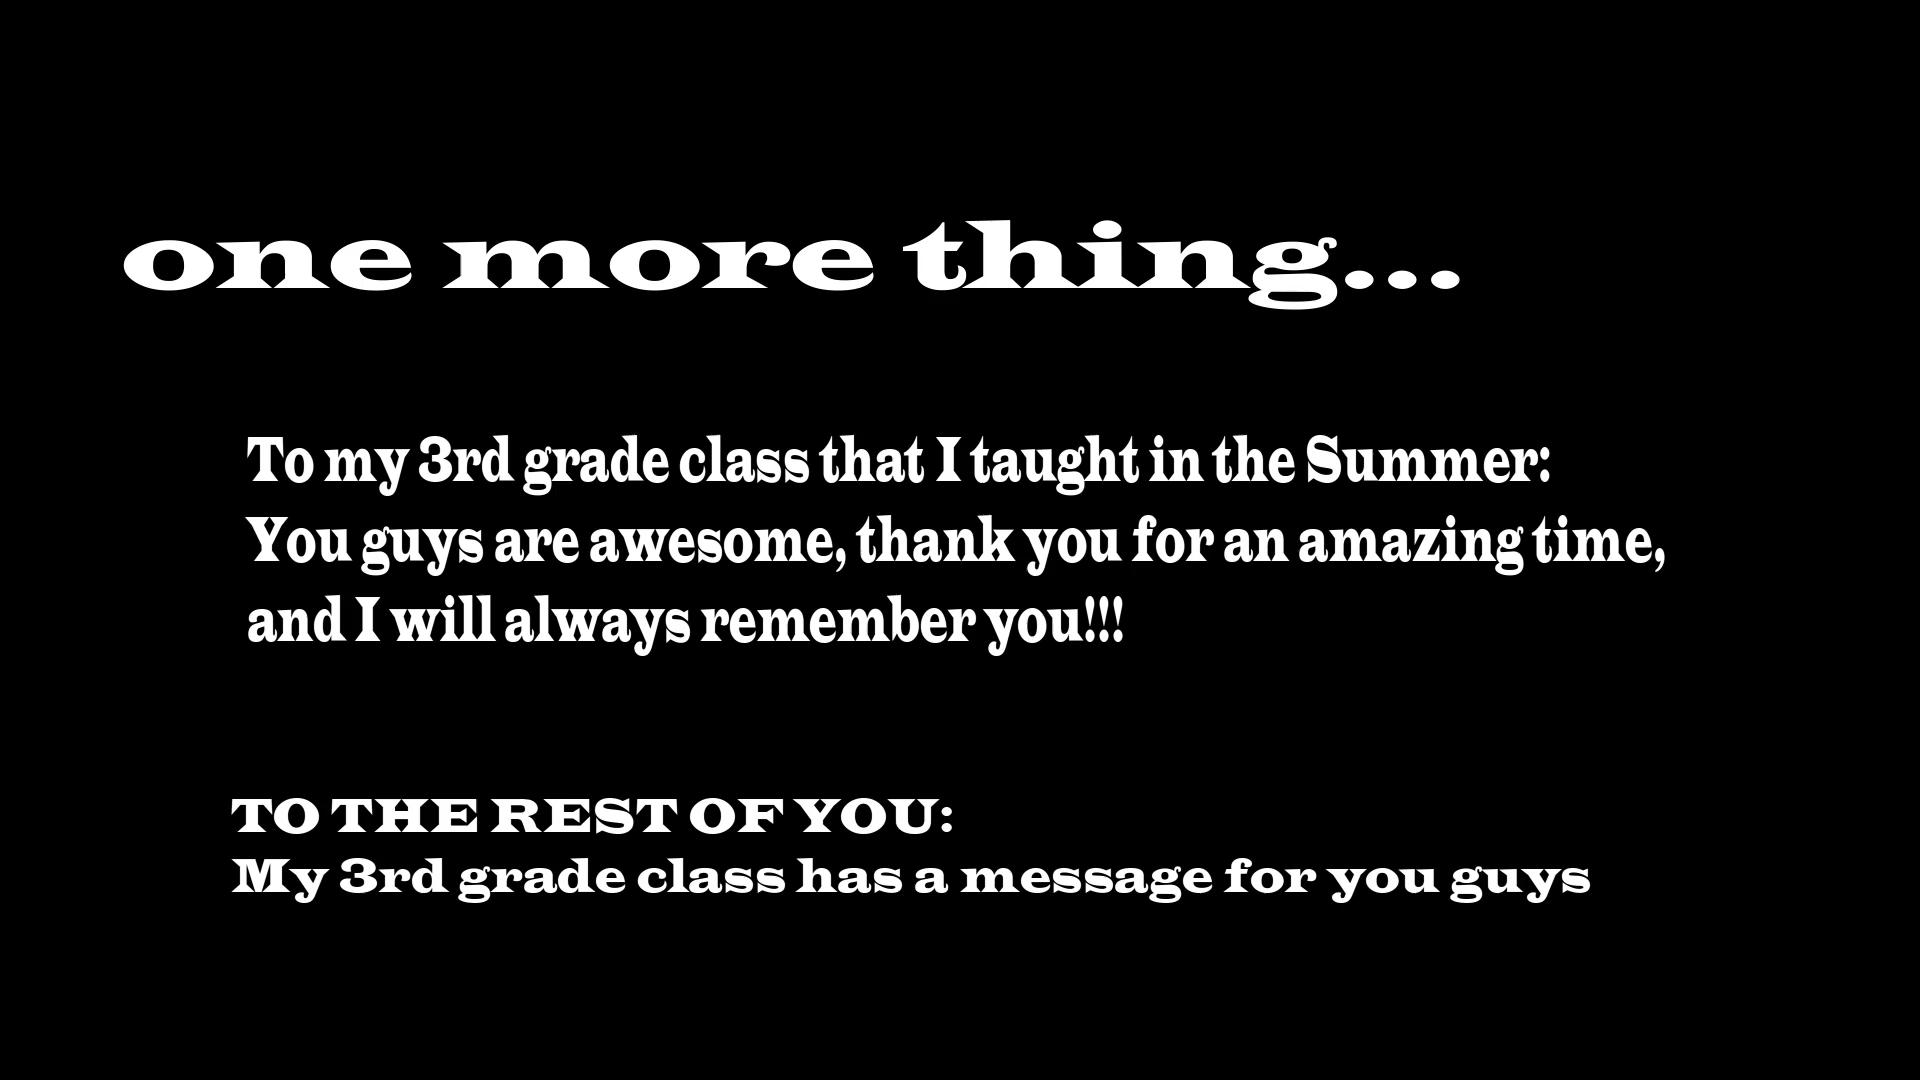 one more thing...
To my 3rd grade class that I taught in the Summer:
You guys are awesome, thank you for an amazing time,
and I will always remember you!!!
TO THE REST OF YOU:
My 3rd grade class has a message for you guys